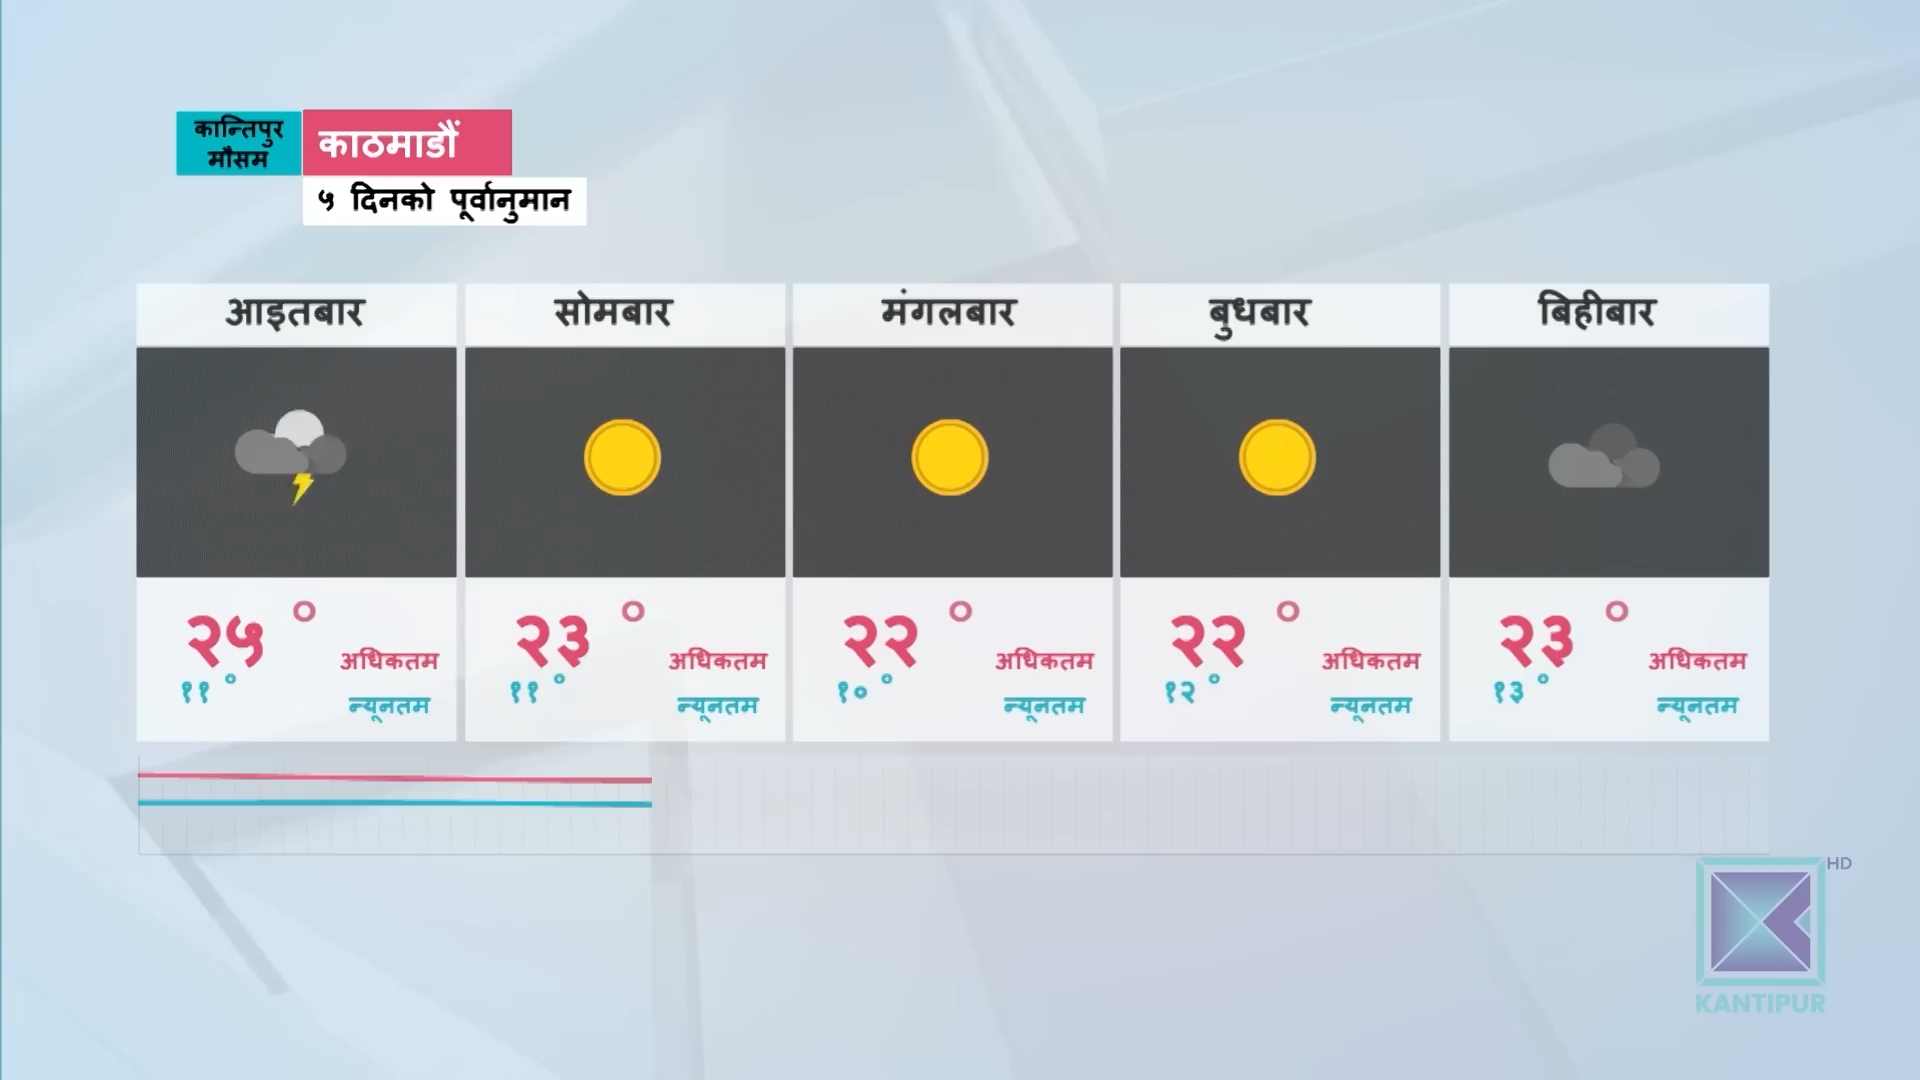 कान्तिपुर
मौसम
काठमाडौं
५ दिनको पूर्वानुमान
आइतबार
सोमबार
मंगलबार
बुधबार
बिहीबार
२५° अधिकतम
११° न्यूनतम
२३° अधिकतम
११° न्यूनतम
२२° अधिकतम
१०° न्यूनतम
२२° अधिकतम
१२° न्यूनतम
२३° अधिकतम
१३° न्यूनतम
HD
KANTIPUR